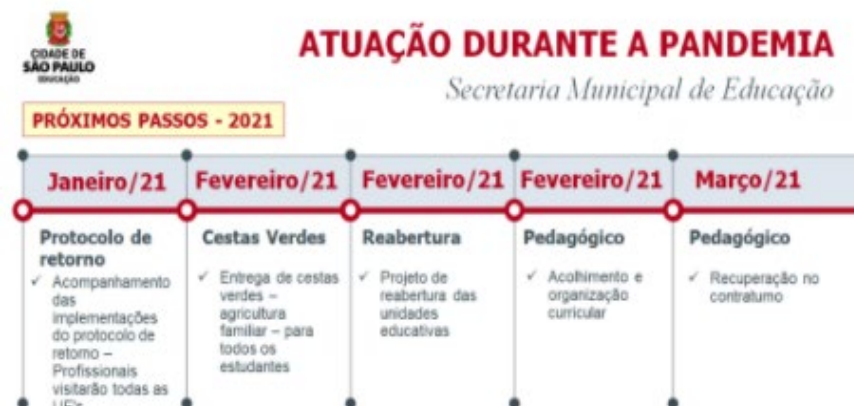 CIDADE DE
SÃO PAULO
EDUCAÇÃO
ATUAÇÃO DURANTE A PANDEMIA
Secretaria Municipal de Educação
PRÓXIMOS PASSOS - 2021
Janeiro/21
Protocolo de
retorno
✓ Acompanhamento
das
implementações
do protocolo de
retorno –
Profissionais
visitarão todas as
Fevereiro/21
Cestas Verdes
✓ Entrega de cestas
verdes –
agricultura
familiar – para
todos os
estudantes
Fevereiro/21
Reabertura
✓ Projeto de
reabertura das
unidades
educativas
Fevereiro/21
Pedagógico
✓ Acolhimento e
organização
curricular
Março/21
Pedagógico
✓ Recuperação no
contraturno